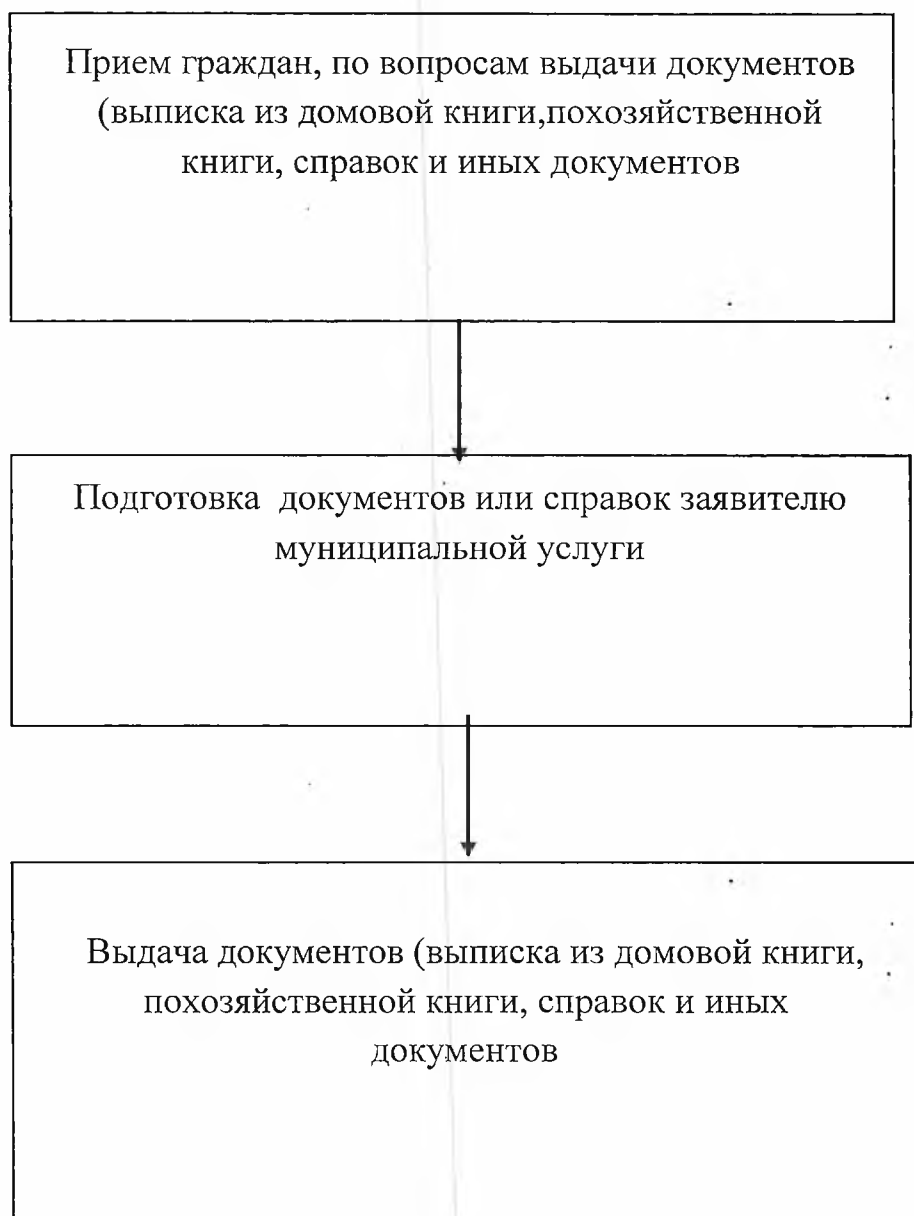 Прием граждан, по вопросам выдачи документов
(выписка из домовой книги,похозяйственной
книги, справок и иных документов
Подготовка  документов или справок заявителю
муниципальной услуги
Выдача документов (выписка из домовой книги,
похозяйственной книги, справок и иных
документов